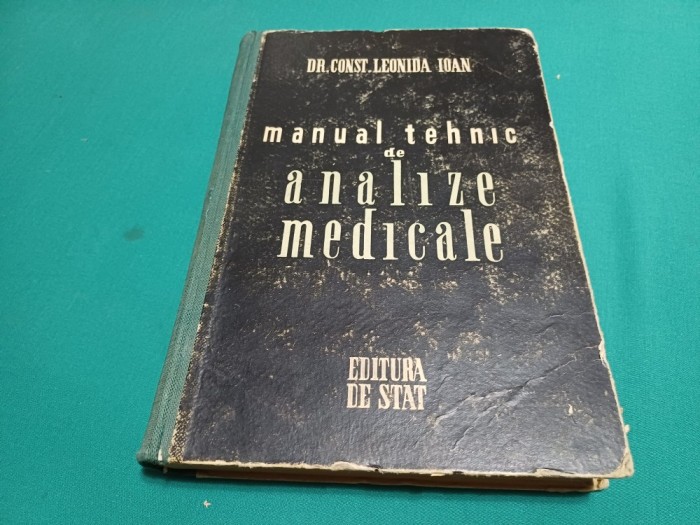 DR. CONST. LEONIDA IOAN
manual tehnic
de
analize
medicale
EDITURA
DE STAT